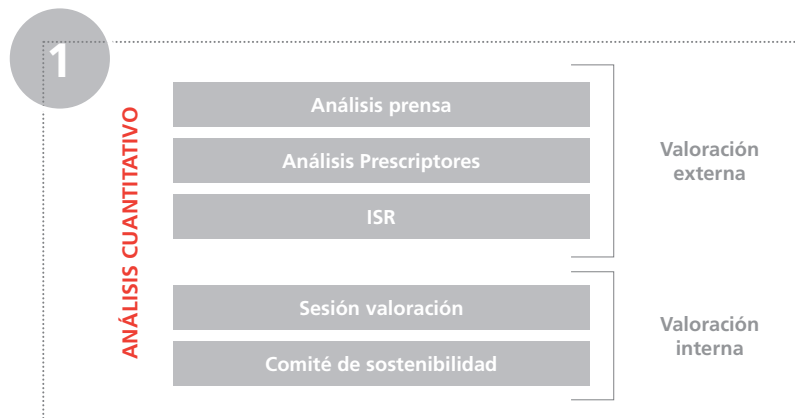 1
ANÁLISIS CUANTITATIVO
Análisis prensa
Análisis Prescriptores
ISR
Valoración
externa
Sesión valoración
Comité de sostenibilidad
Valoración
interna